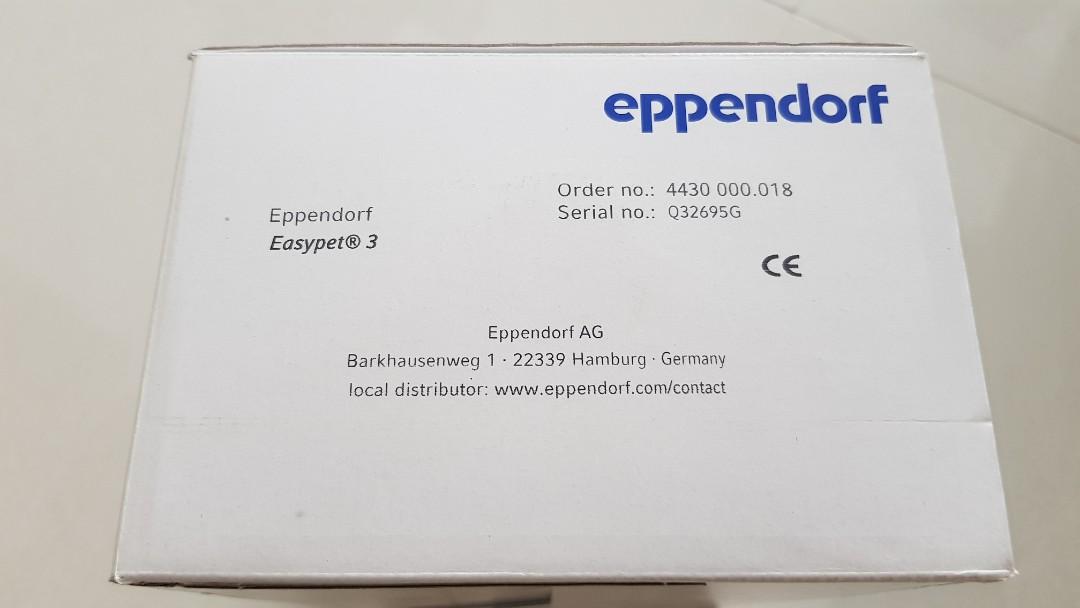 eppendorf
Order no.: 4430 000.018
Serial no.: Q32695G
Eppendorf
Easypet® 3
CE
Eppendorf AG
Barkhausenweg 1 · 22339 Hamburg · Germany
local distributor: www.eppendorf.com/contact